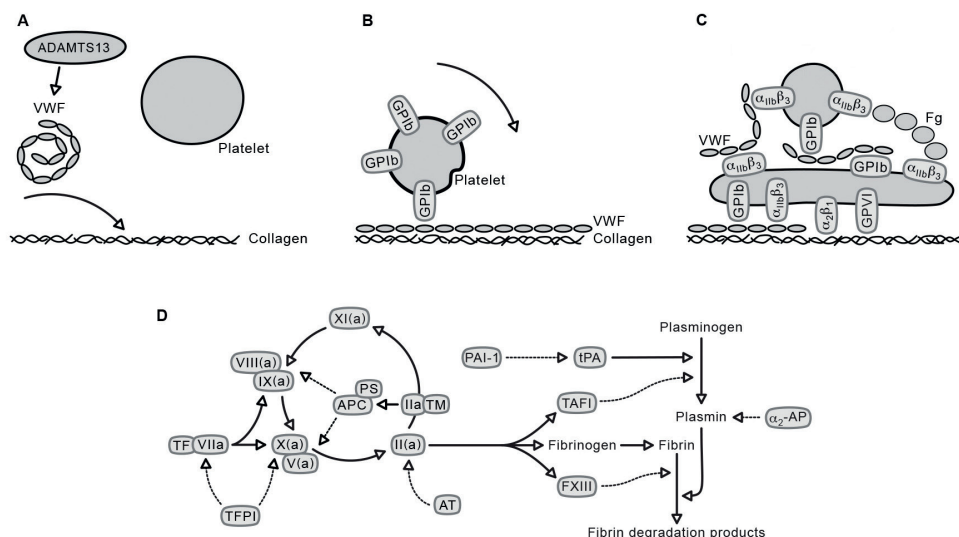 A
ADAMTS13
VWF
Platelet
Collagen
B
GPIb
GPIb
GPIb
Platelet
GPIb
VWF
Collagen
C
αIIbβ3
αIIbβ3
Fg
GPIb
VWF
αIIbβ3
GPIb
αIIbβ3
GPIb
αIIbβ3
α2β1
GPVI
D
XI(a)
Plasminogen
VIII(a)
IX(a)
PAI-1
tPA
PS
APC
IIa
TM
TAFI
Plasmin
α2-AP
TF
VIIa
X(a)
V(a)
II(a)
Fibrinogen
Fibrin
FXIII
TFPI
AT
Fibrin degradation products